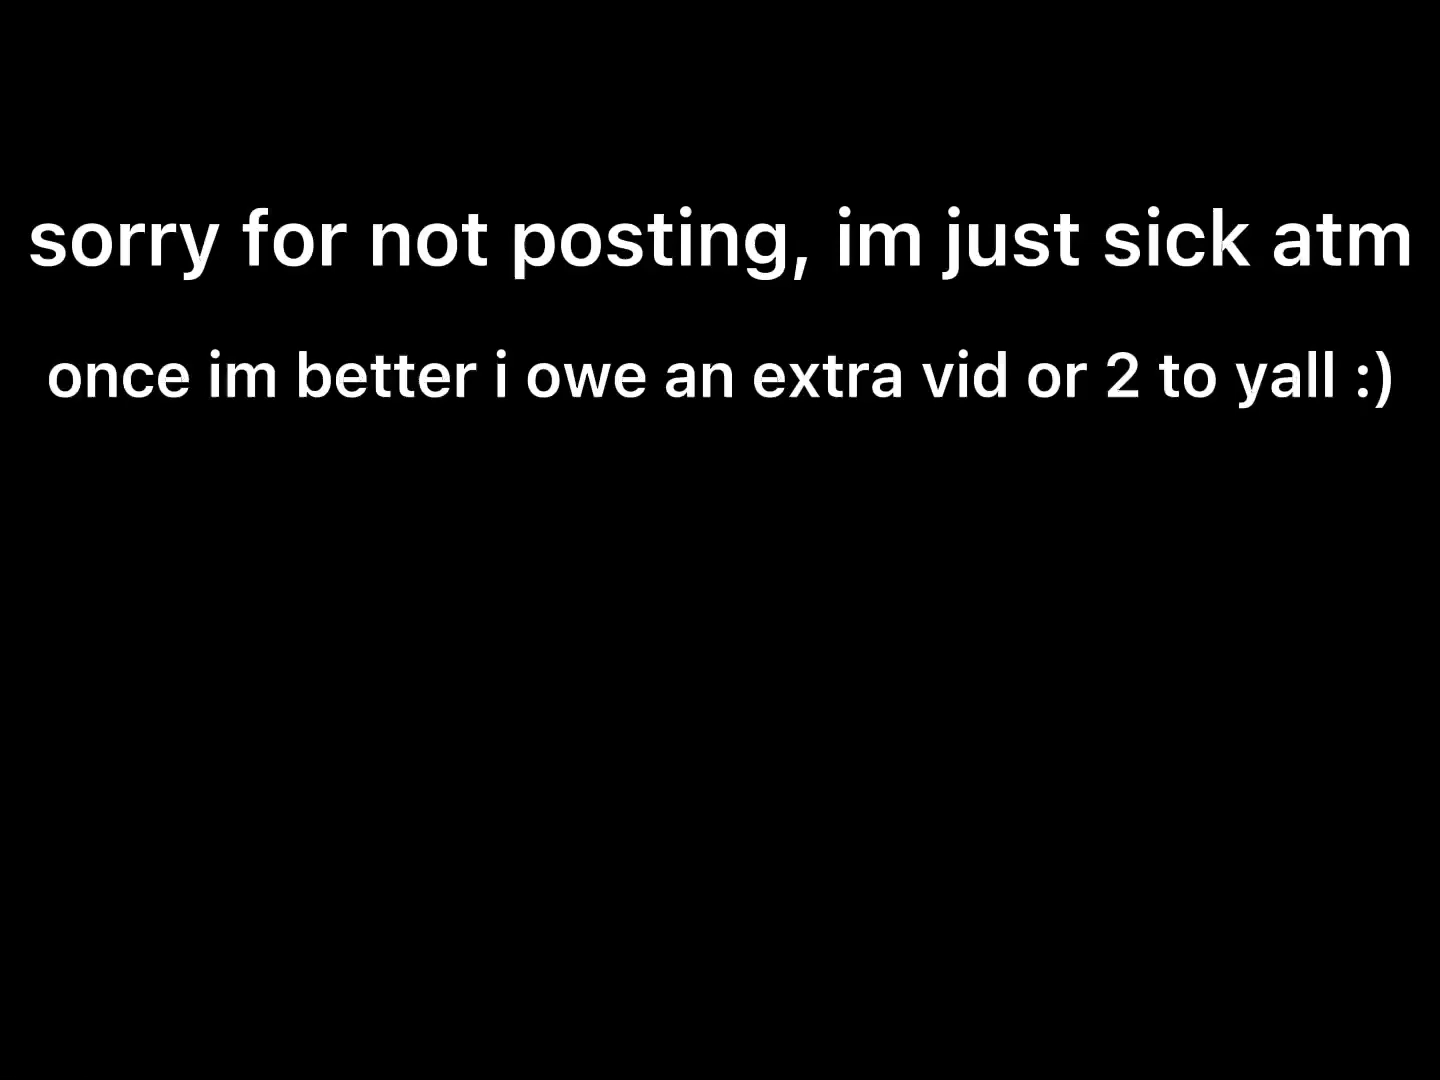 sorry for not posting, im just sick atm
once im better i owe an extra vid or 2 to yall :)